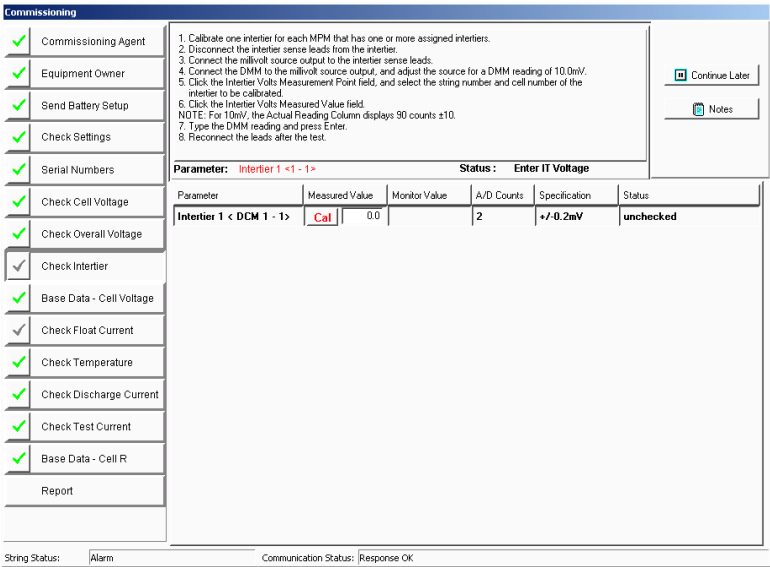 Commissioning
Commissioning Agent
Equipment Owner
Send Battery Setup
Check Settings
Serial Numbers
Check Cell Voltage
Check Overall Voltage
Check Intertier
Base Data - Cell Voltage
Check Float Current
Check Temperature
Check Discharge Current
Check Test Current
Base Data - Cell R
Report
1. Calibrate one intertier for each MPM that has one or more assigned intertiers.
2. Disconnect the intertier sense leads from the intertier.
3. Connect the millivolt source output to the intertier sense leads.
4. Connect the DMM to the millivolt source output, and adjust the source for a DMM reading of 10.0mV.
5. Click the Intertier Volts Measurement Point field, and select the string number and cell number of the
intertier to be calibrated.
6. Click the Intertier Volts Measured Value field.
NOTE: For 10mV, the Actual Reading Column displays 90 counts ±10.
7. Type the DMM reading and press Enter.
8. Reconnect the leads after the test.
Parameter: Intertier 1 <1 - 1> Status : Enter IT Voltage
Continue Later
Notes
Parameter Measured Value Monitor Value A/D Counts Specification Status
Intertier 1 < DCM 1 - 1> Cal 0.0 2 +/-0.2mV unchecked
String Status: Alarm Communication Status: Response OK